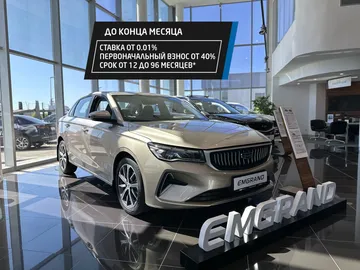 ДО КОНЦА МЕСЯЦА
СТАВКА ОТ 0.01%
ПЕРВОНАЧАЛЬНЫЙ ВЗНОС ОТ 40%
СРОК ОТ 12 ДО 96 МЕСЯЦЕВ*
EMGRAND
EMGRAND